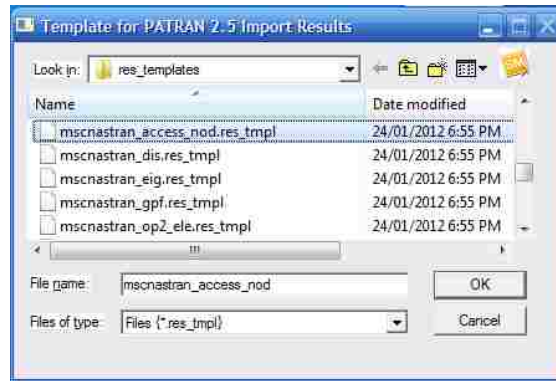 Template for PATRAN 2.5 Import Results
Look in: res_templates
Name Date modified
mscnastran_access_nod.res_tmpl 24/01/2012 6:55 PM
mscnastran_dis.res_tmpl 24/01/2012 6:55 PM
mscnastran_eig.res_tmpl 24/01/2012 6:55 PM
mscnastran_gpf.res_tmpl 24/01/2012 6:55 PM
mscnastran_op2_ele.res_tmpl 24/01/2012 6:55 PM
File name: mscnastran_access_nod OK
Files of type: Files {*.res_tmpl} Cancel